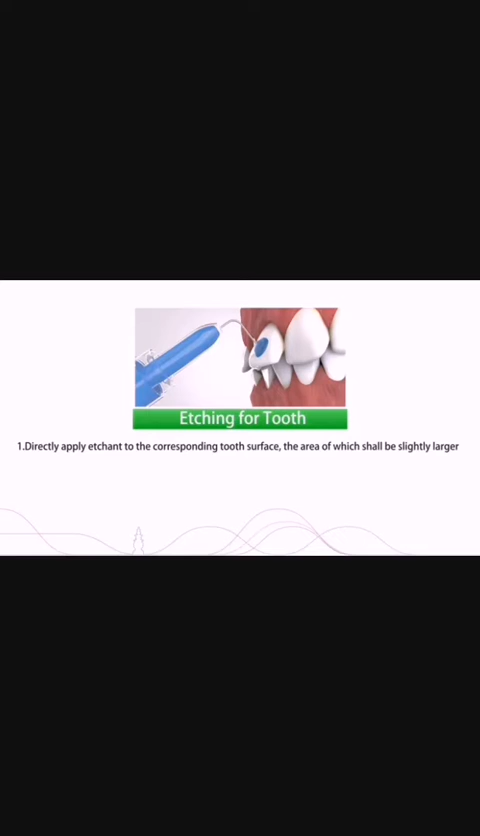 Etching for Tooth
1.Directly apply etchant to the corresponding tooth surface, the area of which shall be slightly larger